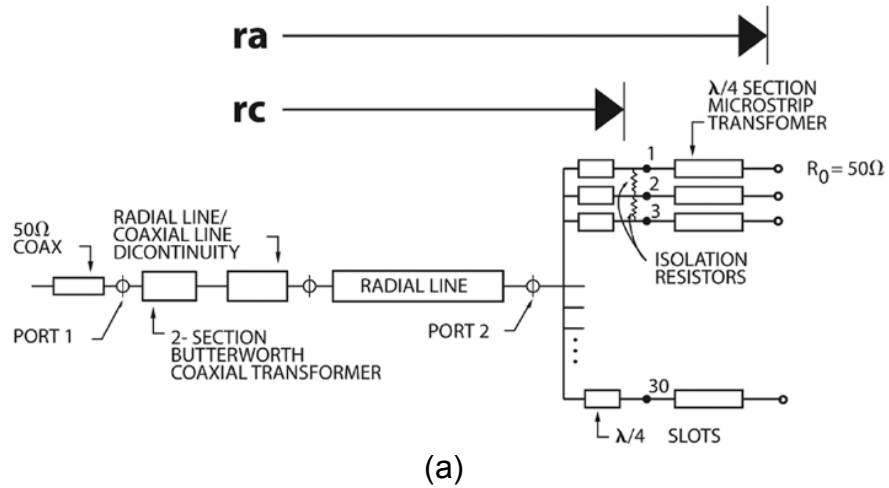 ra
rc
λ/4 SECTION
MICROSTRIP
TRANSFOMER
1
2
3
R0 = 50Ω
50Ω
COAX
RADIAL LINE/
COAXIAL LINE
DICONTINUITY
ISOLATION
RESISTORS
RADIAL LINE
PORT 1
2- SECTION
BUTTERWORTH
COAXIAL TRANSFORMER
PORT 2
30
λ/4
SLOTS
(a)